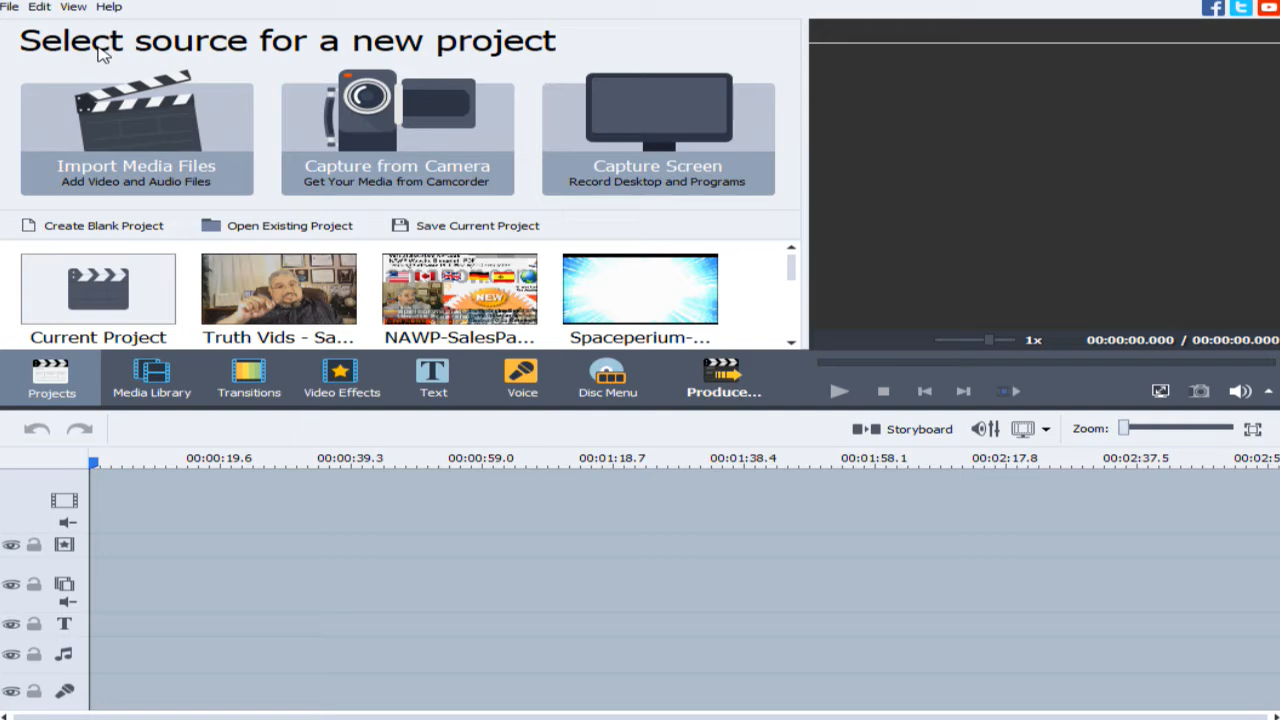 File Edit View Help
Select source for a new project
Import Media Files
Add Video and Audio Files
Capture from Camera
Get Your Media from Camcorder
Capture Screen
Record Desktop and Programs
Create Blank Project Open Existing Project Save Current Project
NEW
Current Project Truth Vids - Sa... NAWP-SalesPa... Spaceperium-...
1x 00:00:00.000 / 00:00:00.000
Projects Media Library Transitions Video Effects Text Voice Disc Menu Produce...
Storyboard Zoom:
00:00:19.6 00:00:39.3 00:00:59.0 00:01:18.7 00:01:38.4 00:01:58.1 00:02:17.8 00:02:37.5 00:02:5